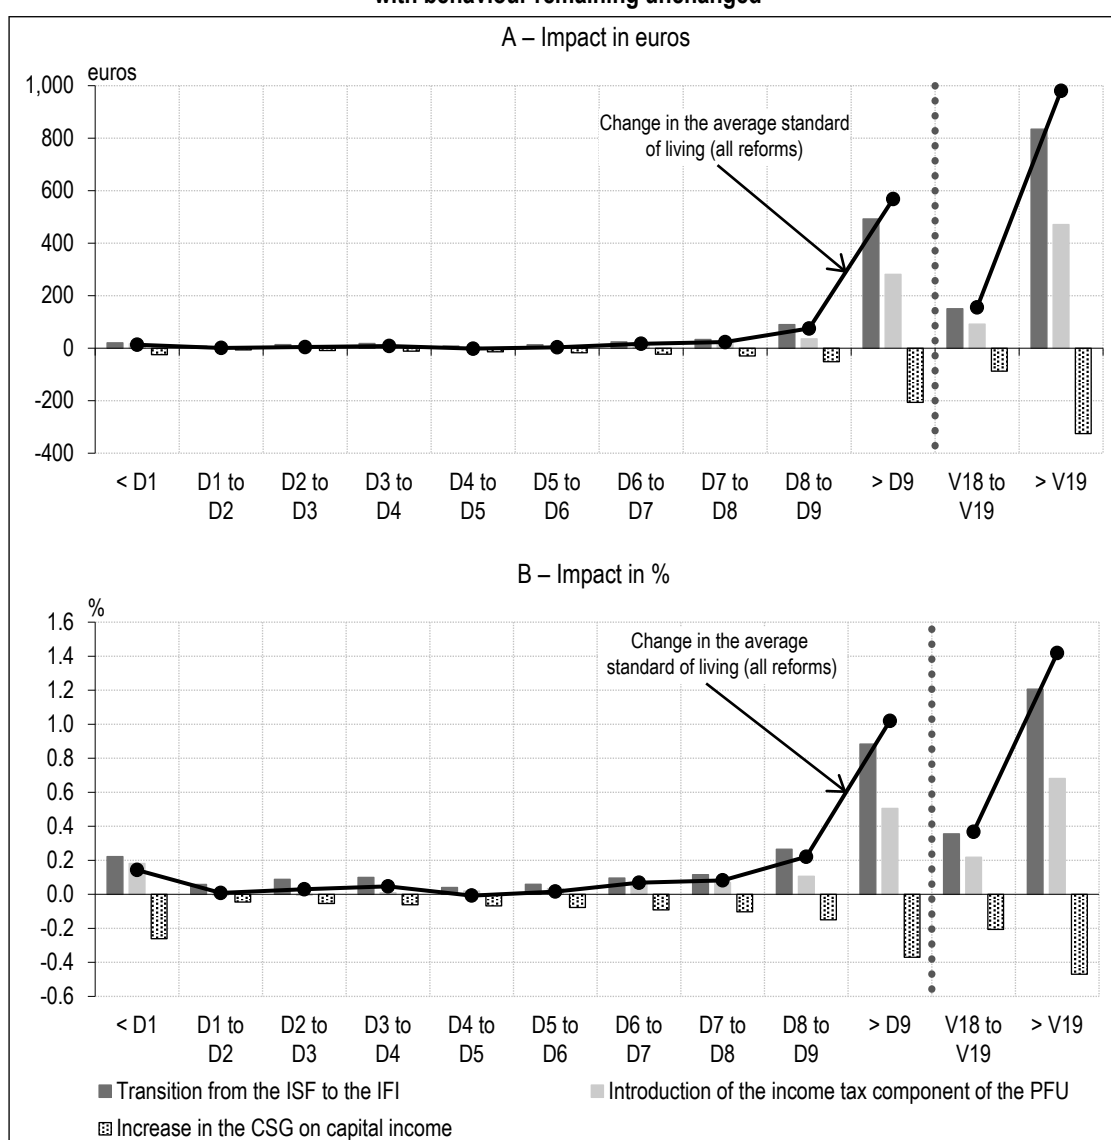 with behaviour remaining unchanged
A – Impact in euros
euros
1,000
800
600
400
200
0
-200
-400
Change in the average standard
of living (all reforms)
< D1
D1 to
D2
D2 to
D3
D3 to
D4
D4 to
D5
D5 to
D6
D6 to
D7
D7 to
D8
D8 to
D9
> D9
V18 to
V19
> V19
B – Impact in %
%
1.6
1.4
1.2
1.0
0.8
0.6
0.4
0.2
0.0
-0.2
-0.4
-0.6
Change in the average
standard of living (all reforms)
< D1
D1 to
D2
D2 to
D3
D3 to
D4
D4 to
D5
D5 to
D6
D6 to
D7
D7 to
D8
D8 to
D9
> D9
V18 to
V19
> V19
Transition from the ISF to the IFI
Introduction of the income tax component of the PFU
Increase in the CSG on capital income